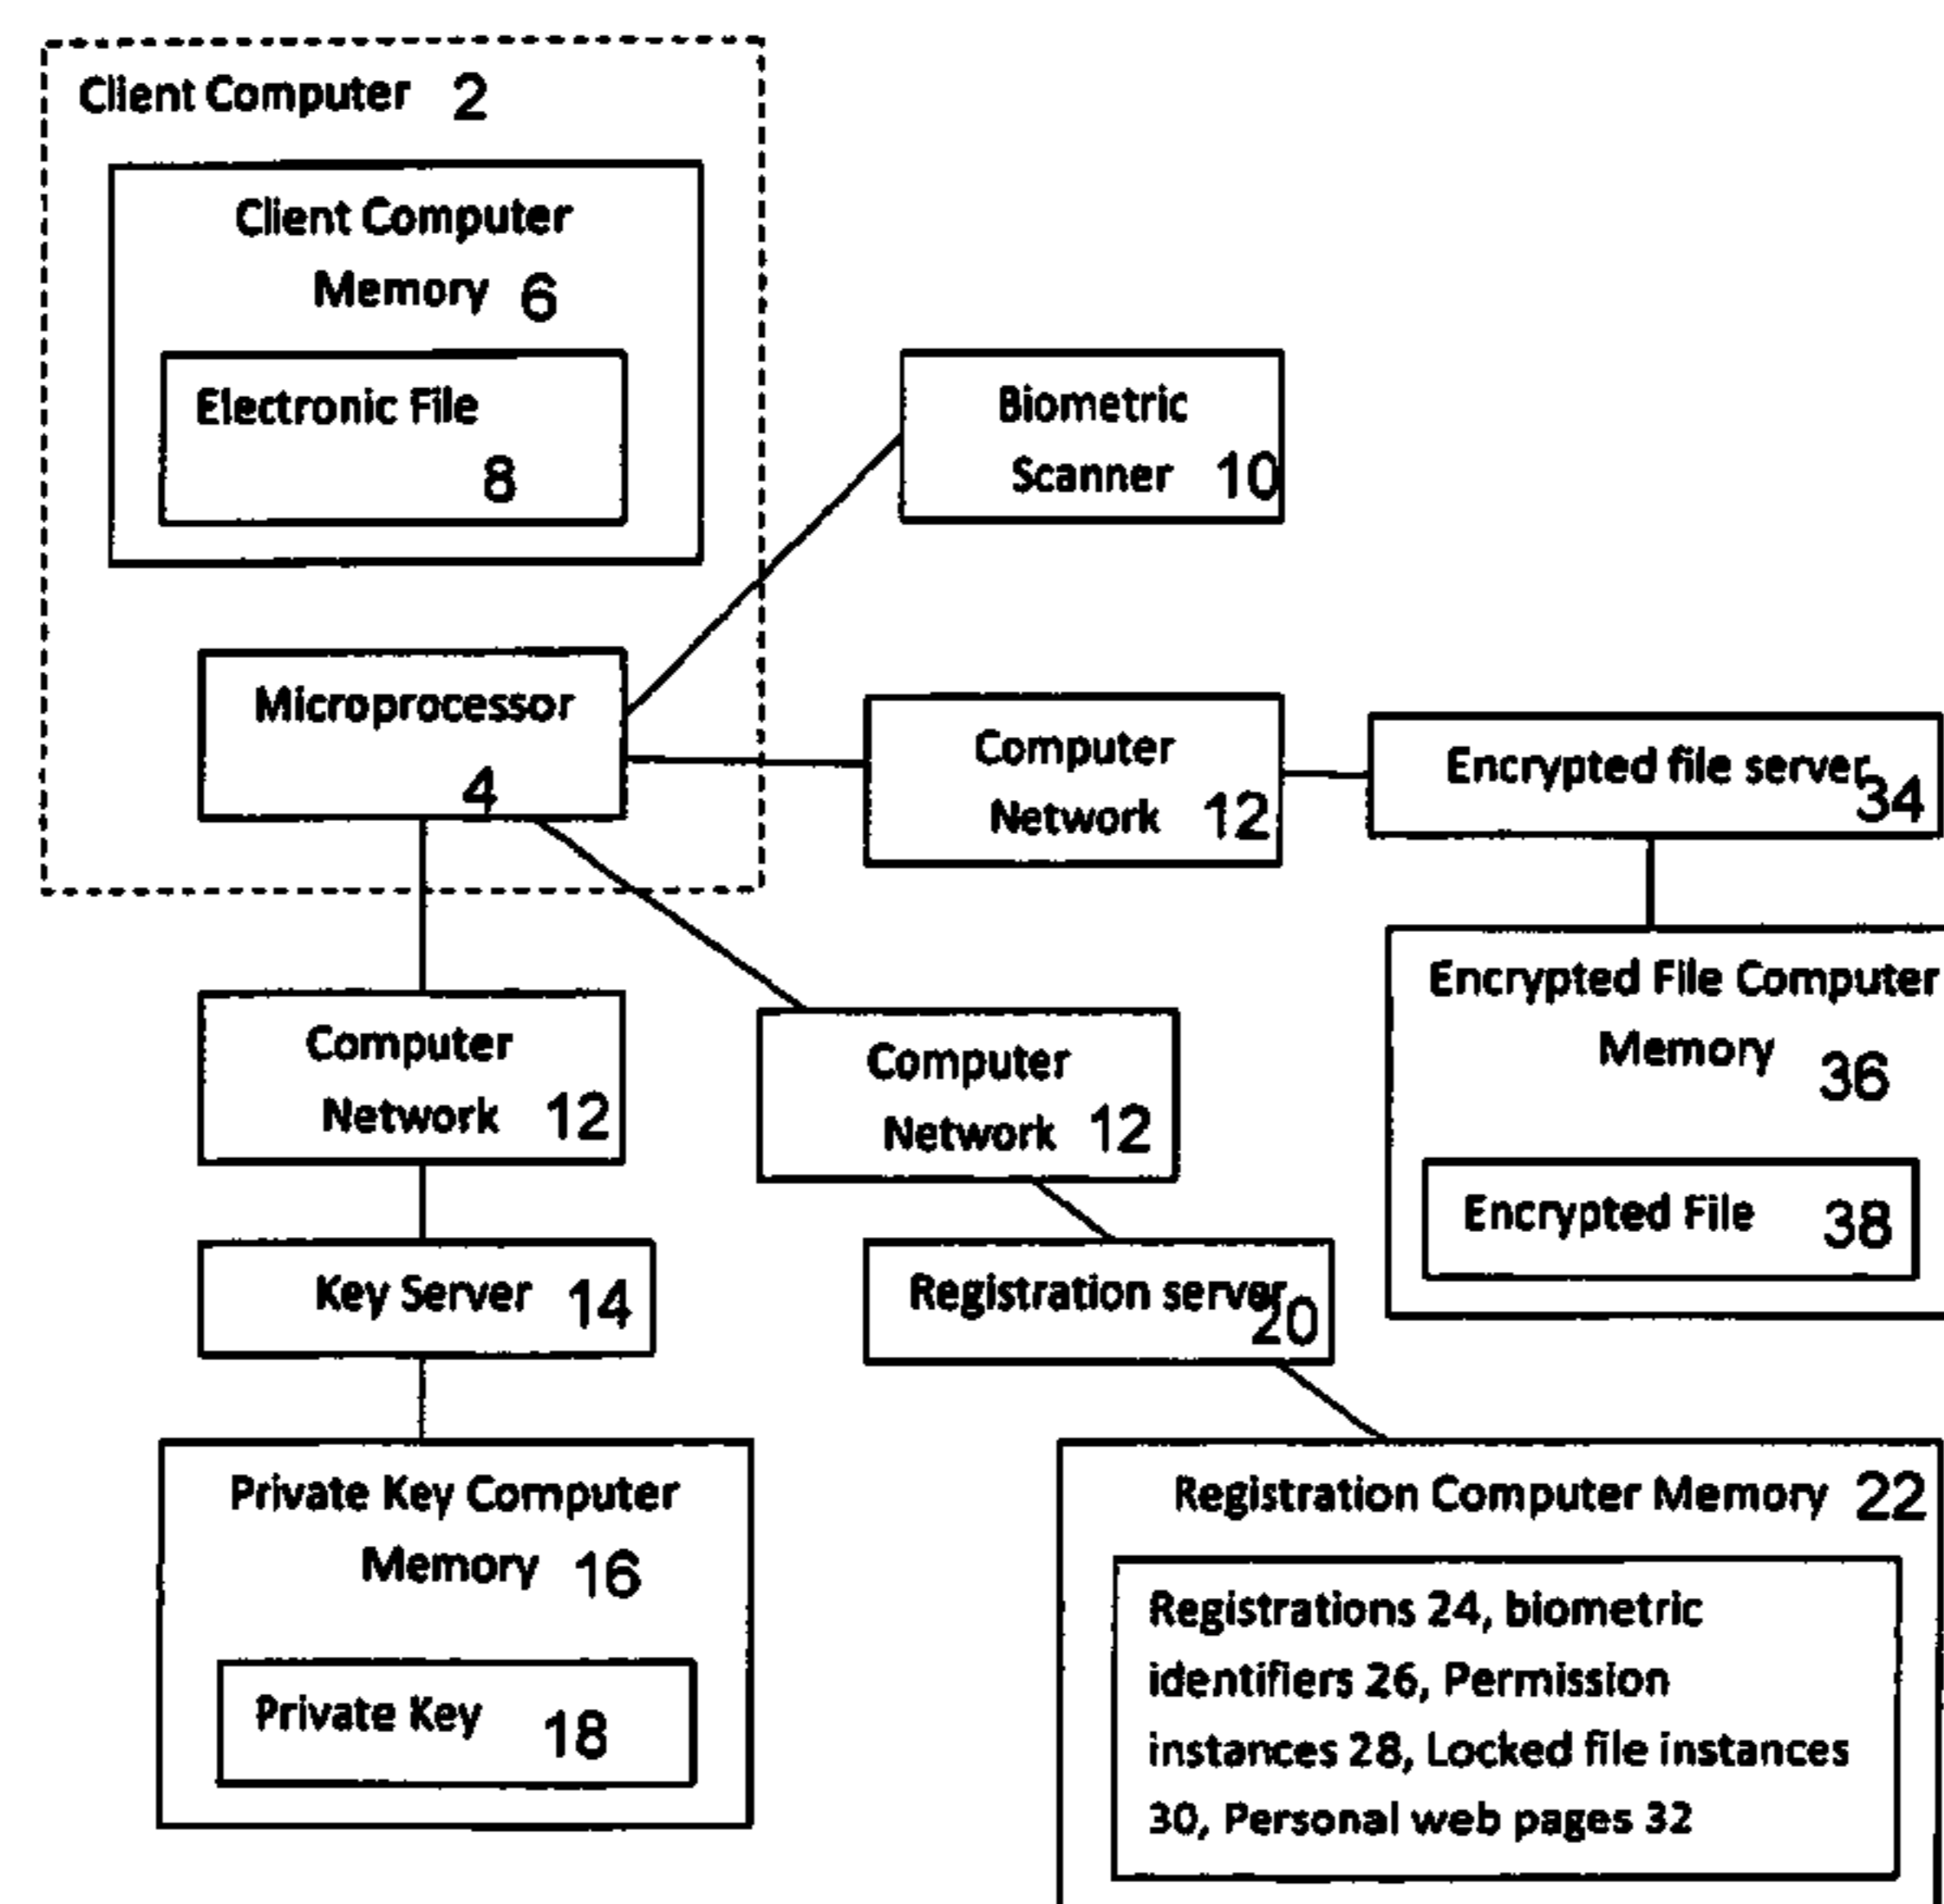 Client Computer 2
Client Computer
Memory 6
Electronic File
8
Biometric
Scanner 10
Microprocessor
4
Computer
Network 12
Encrypted file server
34
Encrypted File Computer
Memory 36
Encrypted File 38
Computer
Network 12
Computer
Network 12
Key Server 14
Registration server
20
Private Key Computer
Memory 16
Private Key 18
Registration Computer Memory 22
Registrations 24, biometric
identifiers 26, Permission
instances 28, Locked file instances
30, Personal web pages 32